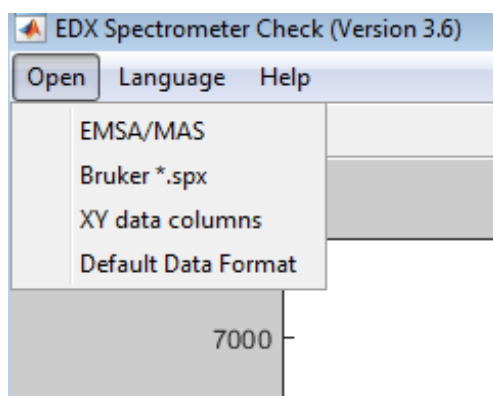 EDX Spectrometer Check (Version 3.6)
Open Language Help
EMSA/MAS
Bruker *.spx
XY data columns
Default Data Format
7000